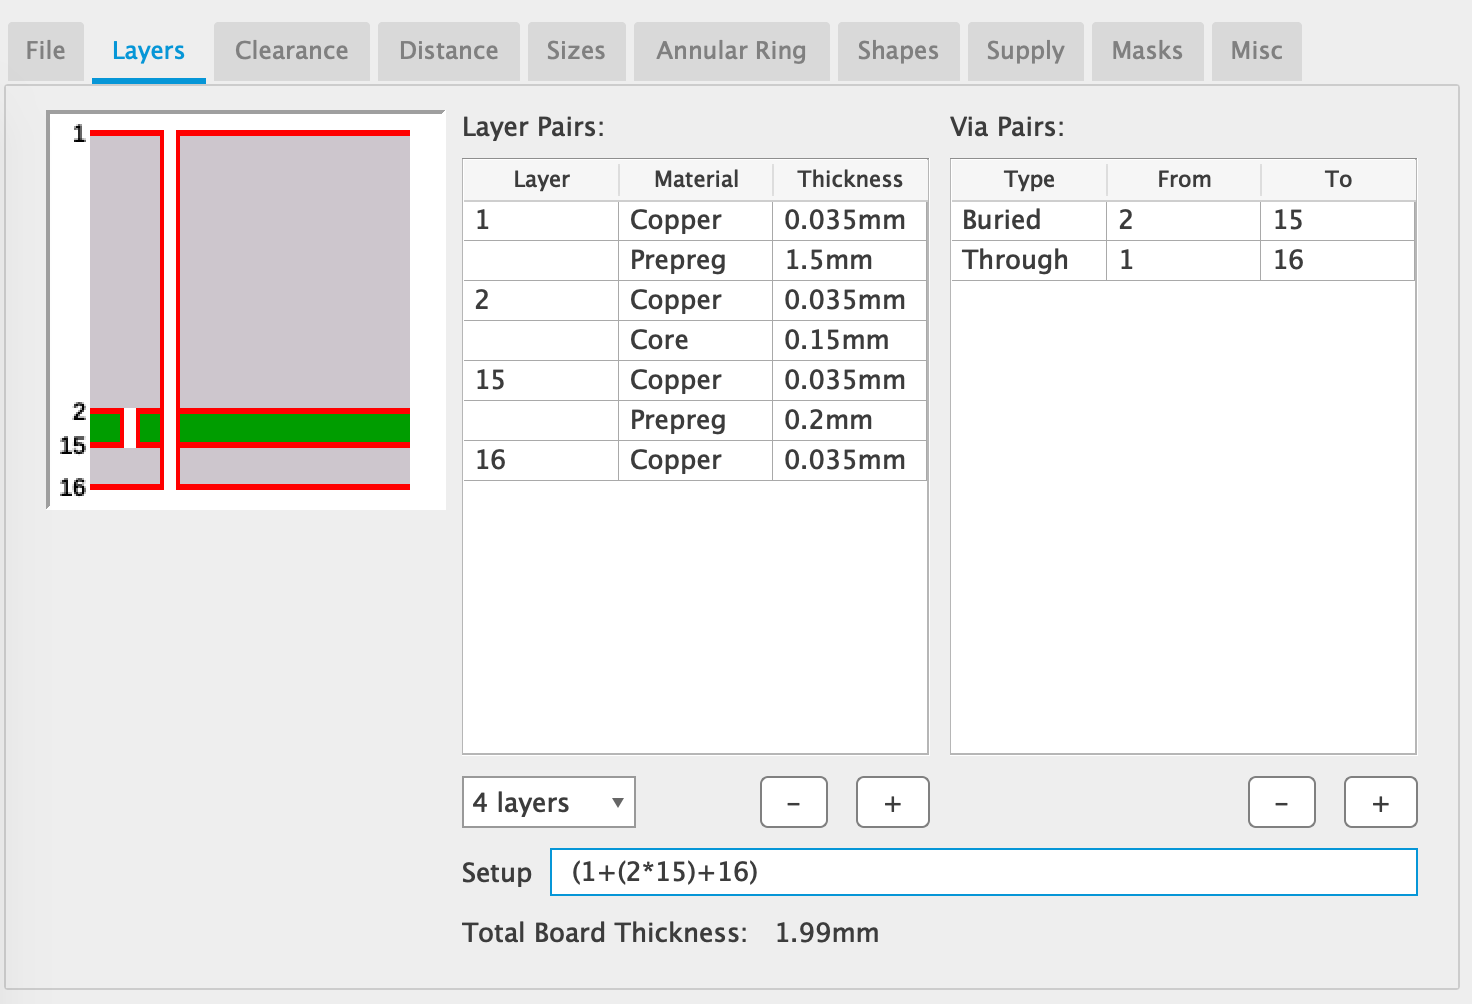 File Layers Clearance Distance Sizes Annular Ring Shapes Supply Masks Misc
1
2
15
16
Layer Pairs:
Layer Material Thickness
1 Copper 0.035mm
Prepreg 1.5mm
2 Copper 0.035mm
Core 0.15mm
15 Copper 0.035mm
Prepreg 0.2mm
16 Copper 0.035mm
Via Pairs:
Type From To
Buried 2 15
Through 1 16
4 layers - + - +
Setup (1+(2*15)+16)
Total Board Thickness: 1.99mm